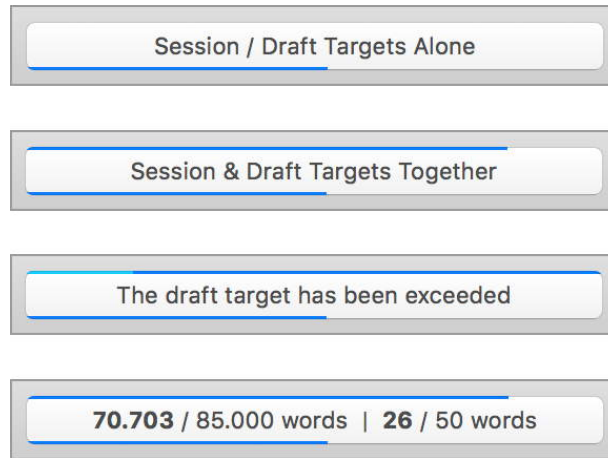 Session / Draft Targets Alone
Session & Draft Targets Together
The draft target has been exceeded
70.703 / 85.000 words | 26 / 50 words